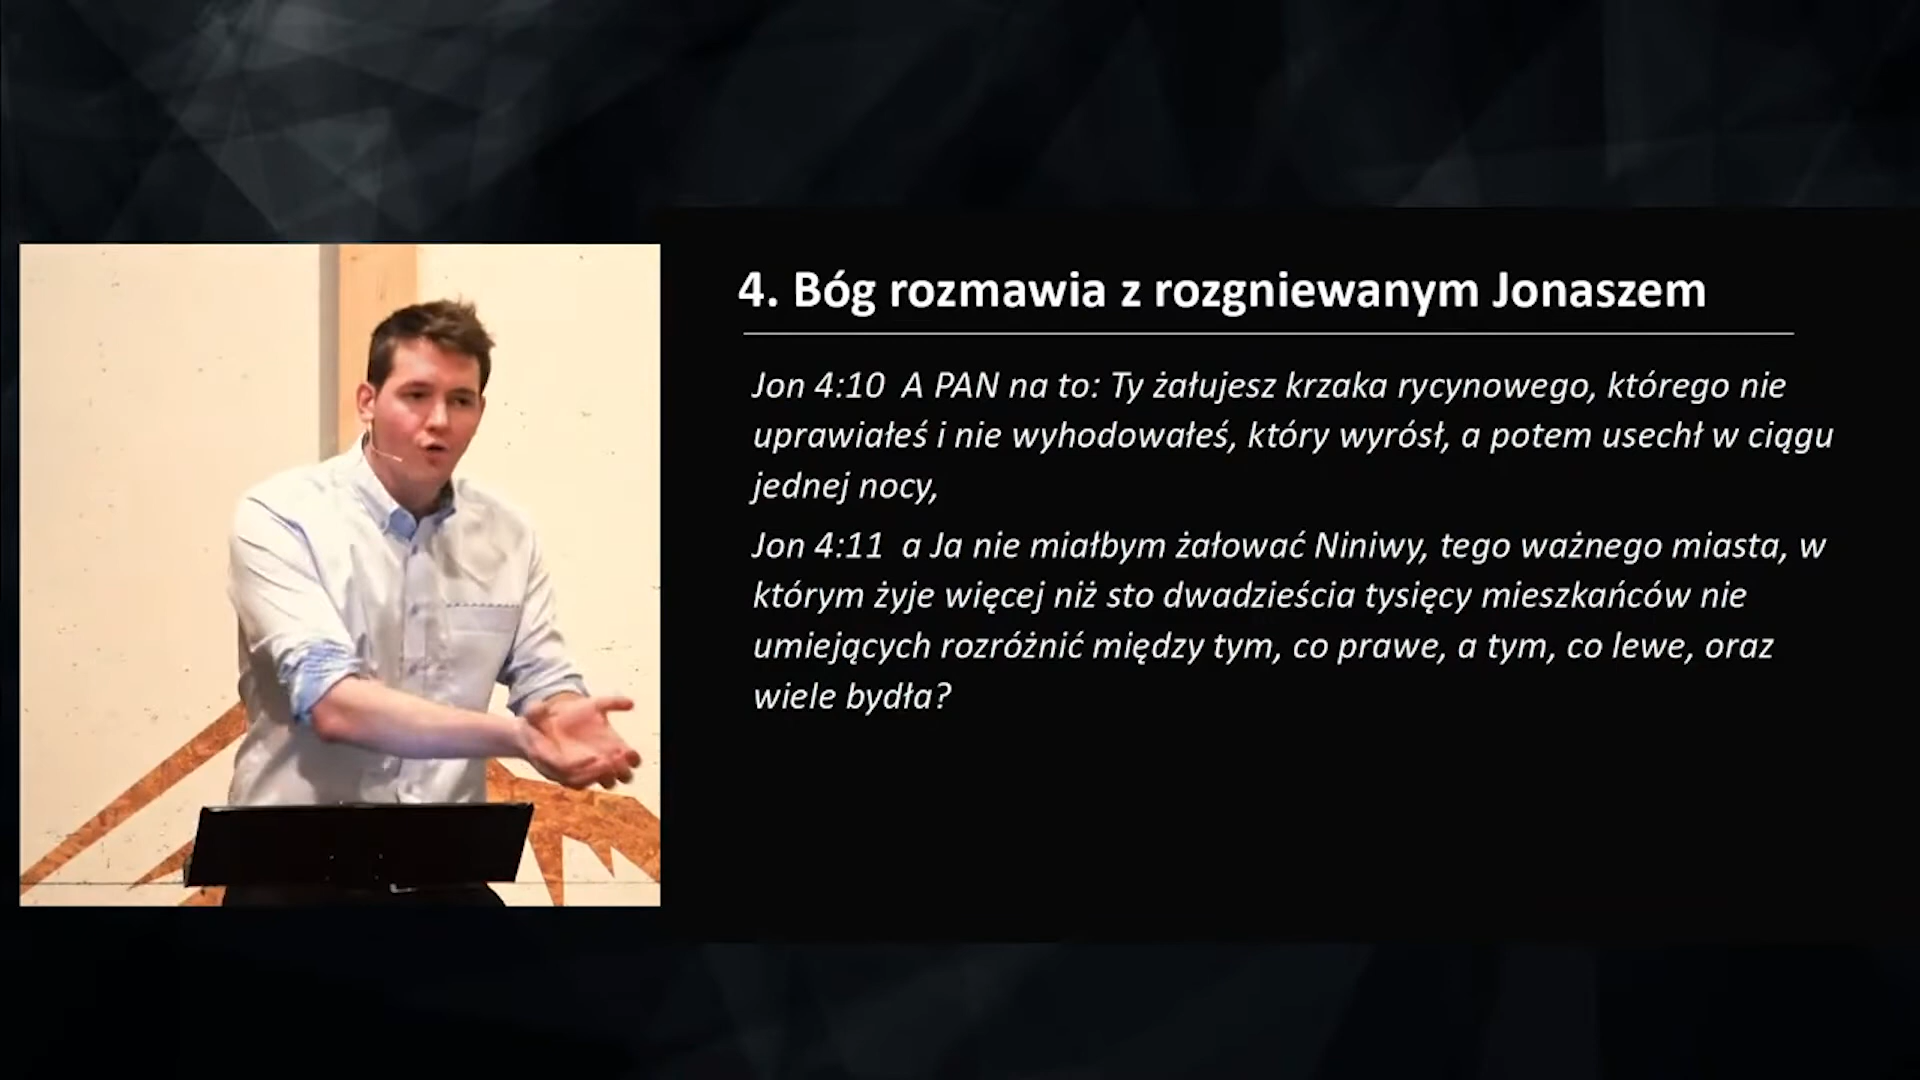 4. Bóg rozmawia z rozgniewanym Jonaszem
Jon 4:10 A PAN na to: Ty żałujesz krzaka rycynowego, którego nie
uprawiałeś i nie wyhodowałeś, który wyrósł, a potem usechł w ciągu
jednej nocy,
Jon 4:11 a Ja nie miałbym żałować Niniwy, tego ważnego miasta, w
którym żyje więcej niż sto dwadzieścia tysięcy mieszkańców nie
umiejących rozróżnić między tym, co prawe, a tym, co lewe, oraz
wiele bydła?